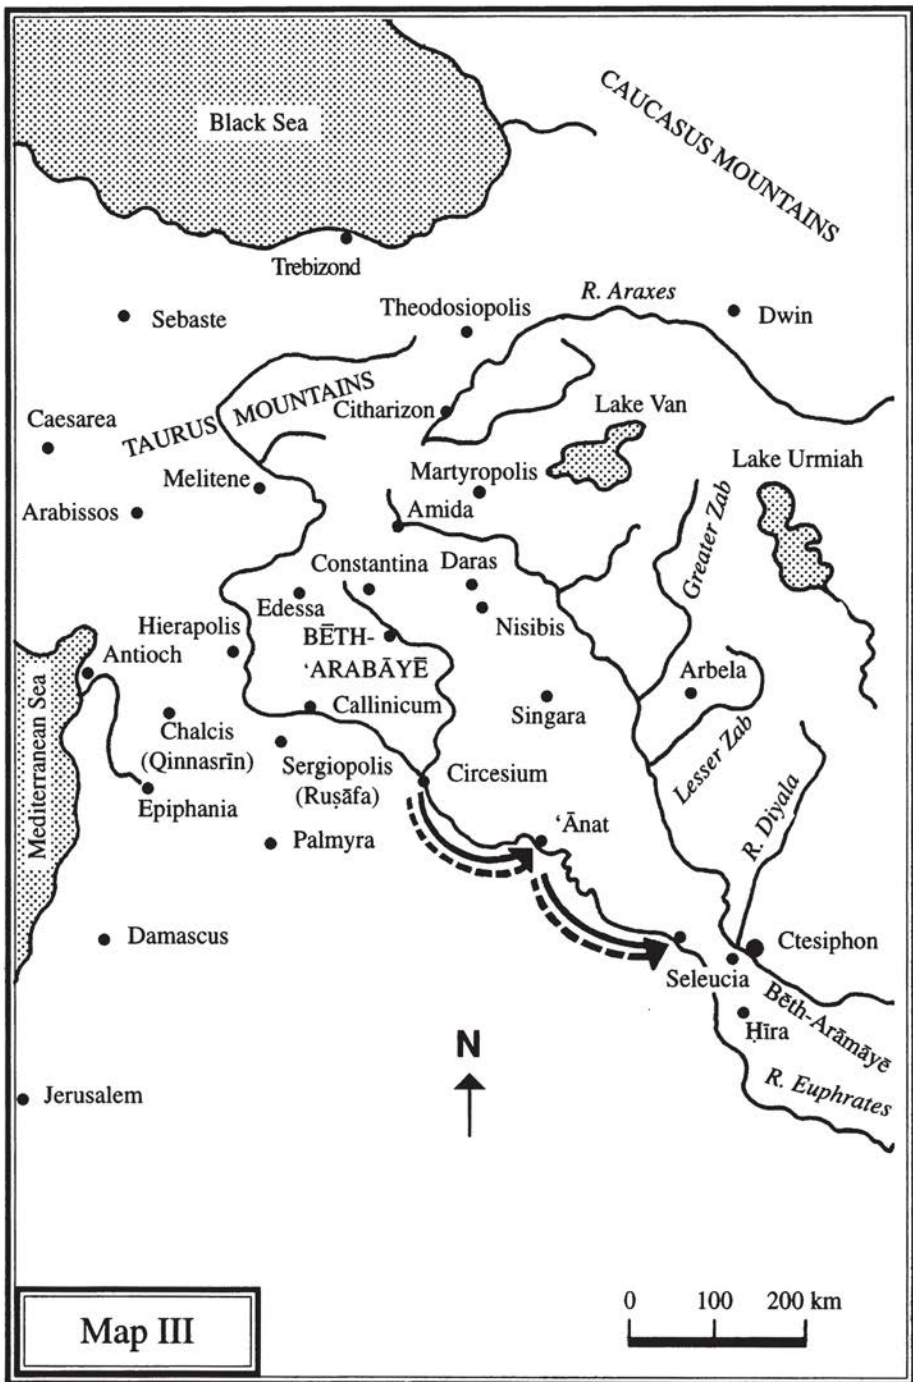 Black Sea
CAUCASUS MOUNTAINS
Trebizond
R. Araxes
Theodosiopolis
Dwin
Sebaste
TAURUS MOUNTAINS
Citharizon
Lake Van
Caesarea
Lake Urmiah
Melitene
Martyropolis
Arabissos
Amida
Greater Zab
Constantina
Daras
Edessa
Nisibis
Hierapolis
BĒTH-
‘ARABĀYĒ
Antioch
Arbela
Mediterranean Sea
Callinicum
Singara
Chalcis
(Qinnasrīn)
Lesser Zab
Sergiopolis
(Ruṣāfa)
Circesium
R. Diyala
Epiphania
‘Ānat
Palmyra
Damascus
Ctesiphon
Seleucia
Bēth-Arāmāyē
Ḥīra
N
R. Euphrates
Jerusalem
0 100 200 km
Map III